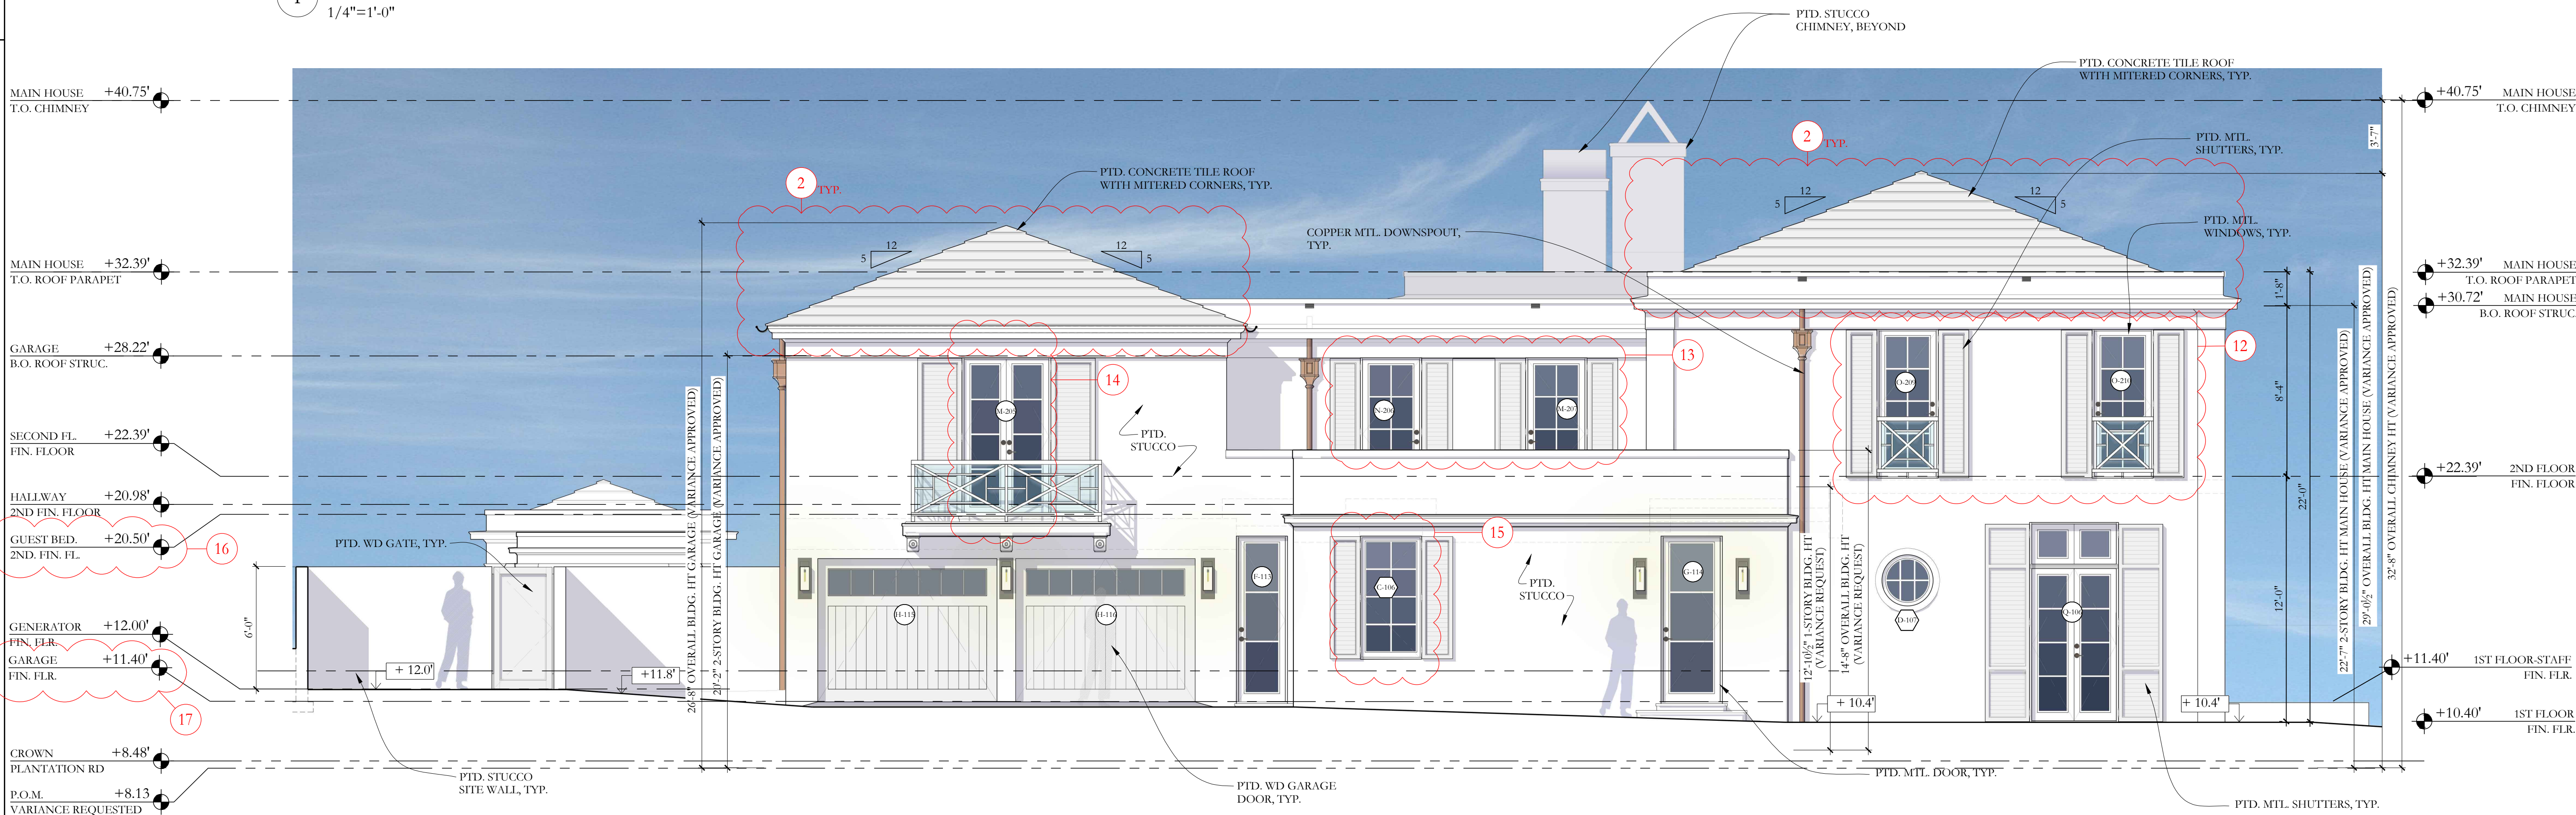 1/4"=1'-0"
PTD. STUCCO
CHIMNEY, BEYOND
PTD. CONCRETE TILE ROOF
WITH MITERED CORNERS, TYP.
MAIN HOUSE +40.75'
T.O. CHIMNEY
+40.75' MAIN HOUSE
T.O. CHIMNEY
3'-7"
2 TYP.
PTD. MTL.
SHUTTERS, TYP.
2 TYP.
PTD. CONCRETE TILE ROOF
WITH MITERED CORNERS, TYP.
12
5
12
5
PTD. MTL.
WINDOWS, TYP.
COPPER MTL. DOWNSPOUT,
TYP.
12
5
12
5
MAIN HOUSE +32.39'
T.O. ROOF PARAPET
+32.39' MAIN HOUSE
T.O. ROOF PARAPET
1'-8"
+30.72' MAIN HOUSE
B.O. ROOF STRUC.
GARAGE +28.22'
B.O. ROOF STRUC.
13
12
14
O-209
O-210
M-205
N-206
M-207
8'-4"
PTD.
STUCCO
SECOND FL. +22.39'
FIN. FLOOR
+22.39' 2ND FLOOR
FIN. FLOOR
HALLWAY +20.98'
2ND FIN. FLOOR
22'-0"
GUEST BED. +20.50'
2ND. FIN. FL.
16
15
PTD. WD GATE, TYP.
F-113
G-114
C-106
D-107
H-115
H-116
Q-106
PTD.
STUCCO
12'-0"
6'-0"
GENERATOR +12.00'
FIN. FLR.
GARAGE +11.40'
FIN. FLR.
17
+ 12.0'
+11.8'
+ 10.4'
+ 10.4'
+11.40' 1ST FLOOR-STAFF
FIN. FLR.
+10.40' 1ST FLOOR
FIN. FLR.
26'-8" OVERALL BLDG. HT GARAGE (VARIANCE APPROVED)
20'-2" 2-STORY BLDG. HT GARAGE (VARIANCE APPROVED)
12'-10½" 1-STORY BLDG. HT
(VARIANCE REQUEST)
14'-8" OVERALL BLDG. HT
(VARIANCE REQUEST)
22'-7" 2-STORY BLDG. HT MAIN HOUSE (VARIANCE APPROVED)
29'-0½" OVERALL BLDG. HT MAIN HOUSE (VARIANCE APPROVED)
32'-8" OVERALL CHIMNEY HT (VARIANCE APPROVED)
CROWN +8.48'
PLANTATION RD
P.O.M. +8.13
VARIANCE REQUESTED
PTD. STUCCO
SITE WALL, TYP.
PTD. WD GARAGE
DOOR, TYP.
PTD. MTL. DOOR, TYP.
PTD. MTL. SHUTTERS, TYP.